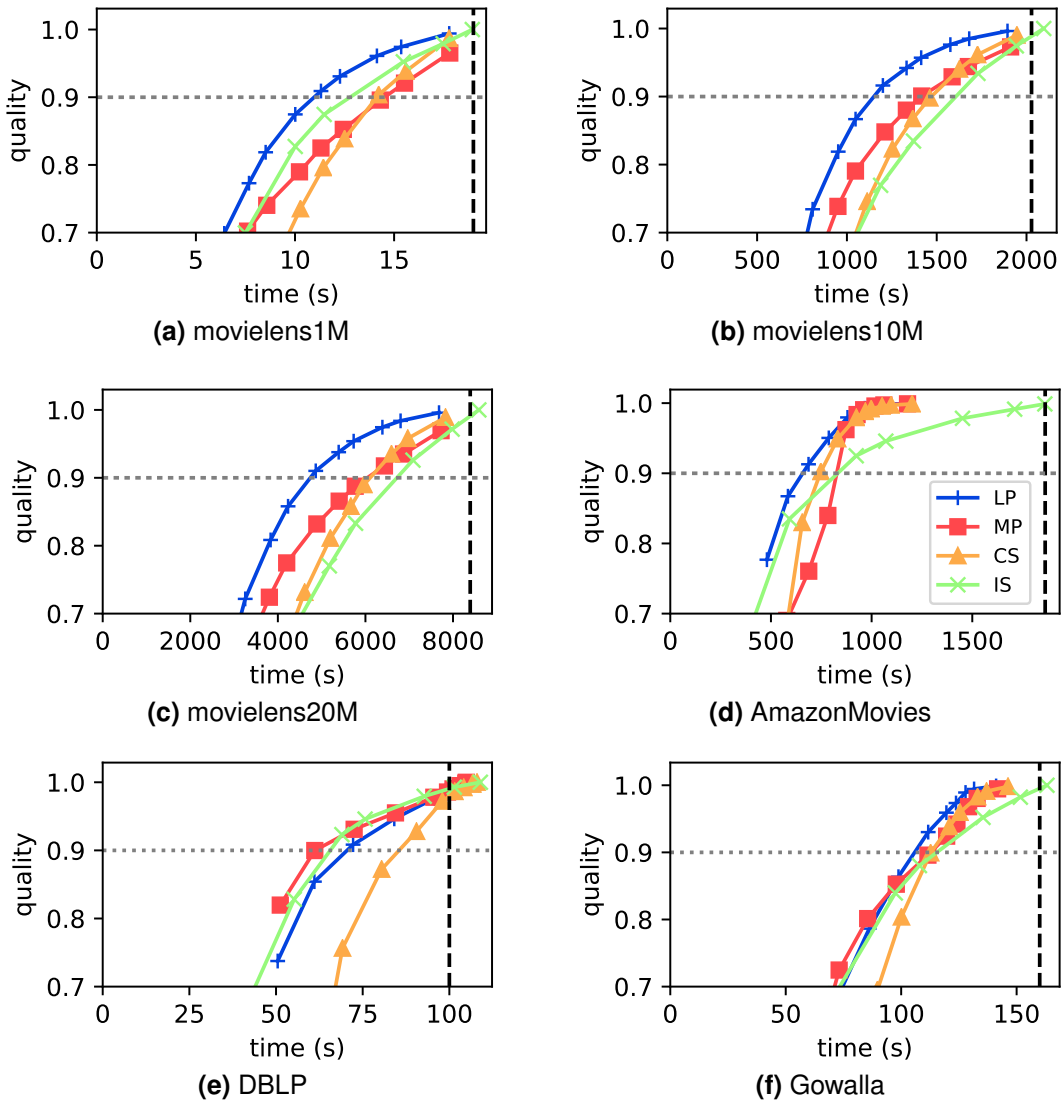 1.0
0.9
0.8
0.7
quality
0 5 10 15
time (s)
(a) movielens1M
1.0
0.9
0.8
0.7
quality
0 500 1000 1500 2000
time (s)
(b) movielens10M
1.0
0.9
0.8
0.7
quality
0 2000 4000 6000 8000
time (s)
(c) movielens20M
1.0
0.9
0.8
0.7
quality
LP
MP
CS
IS
0 500 1000 1500
time (s)
(d) AmazonMovies
1.0
0.9
0.8
0.7
quality
0 25 50 75 100
time (s)
(e) DBLP
1.0
0.9
0.8
0.7
quality
0 50 100 150
time (s)
(f) Gowalla